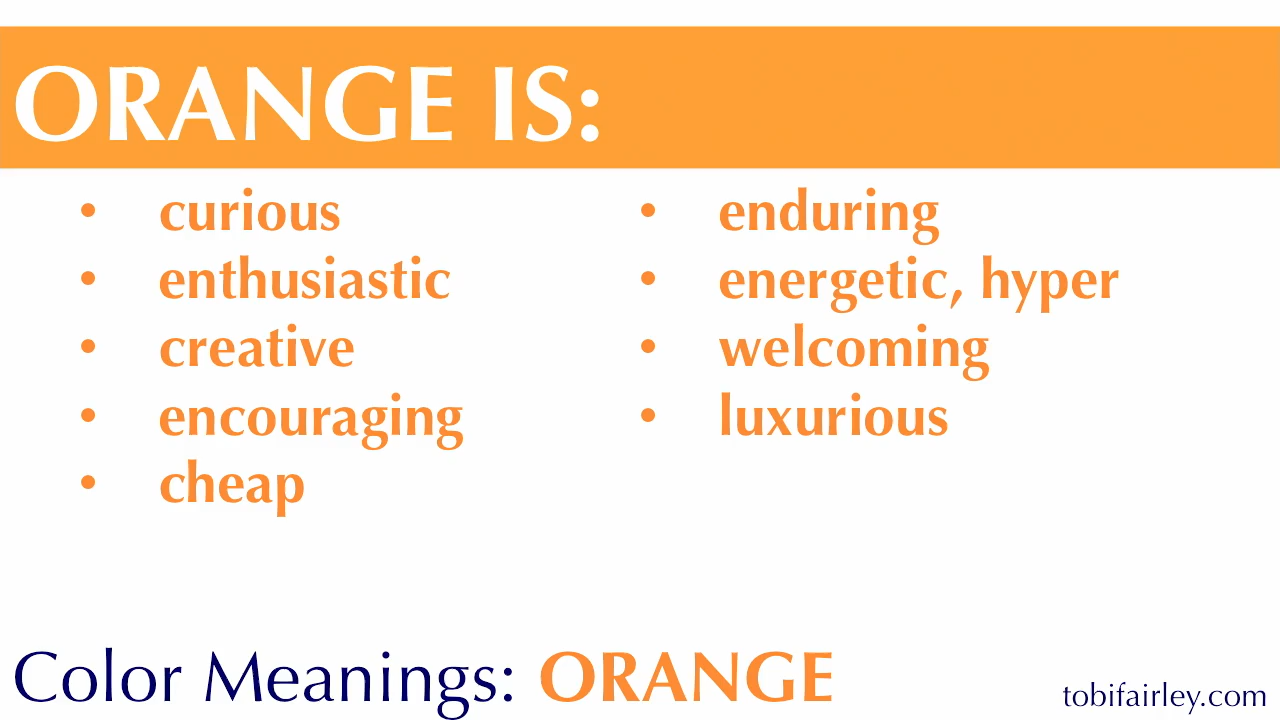 ORANGE IS:
• curious
• enthusiastic
• creative
• encouraging
• cheap
• enduring
• energetic, hyper
• welcoming
• luxurious
Color Meanings: ORANGE
tobifairley.com